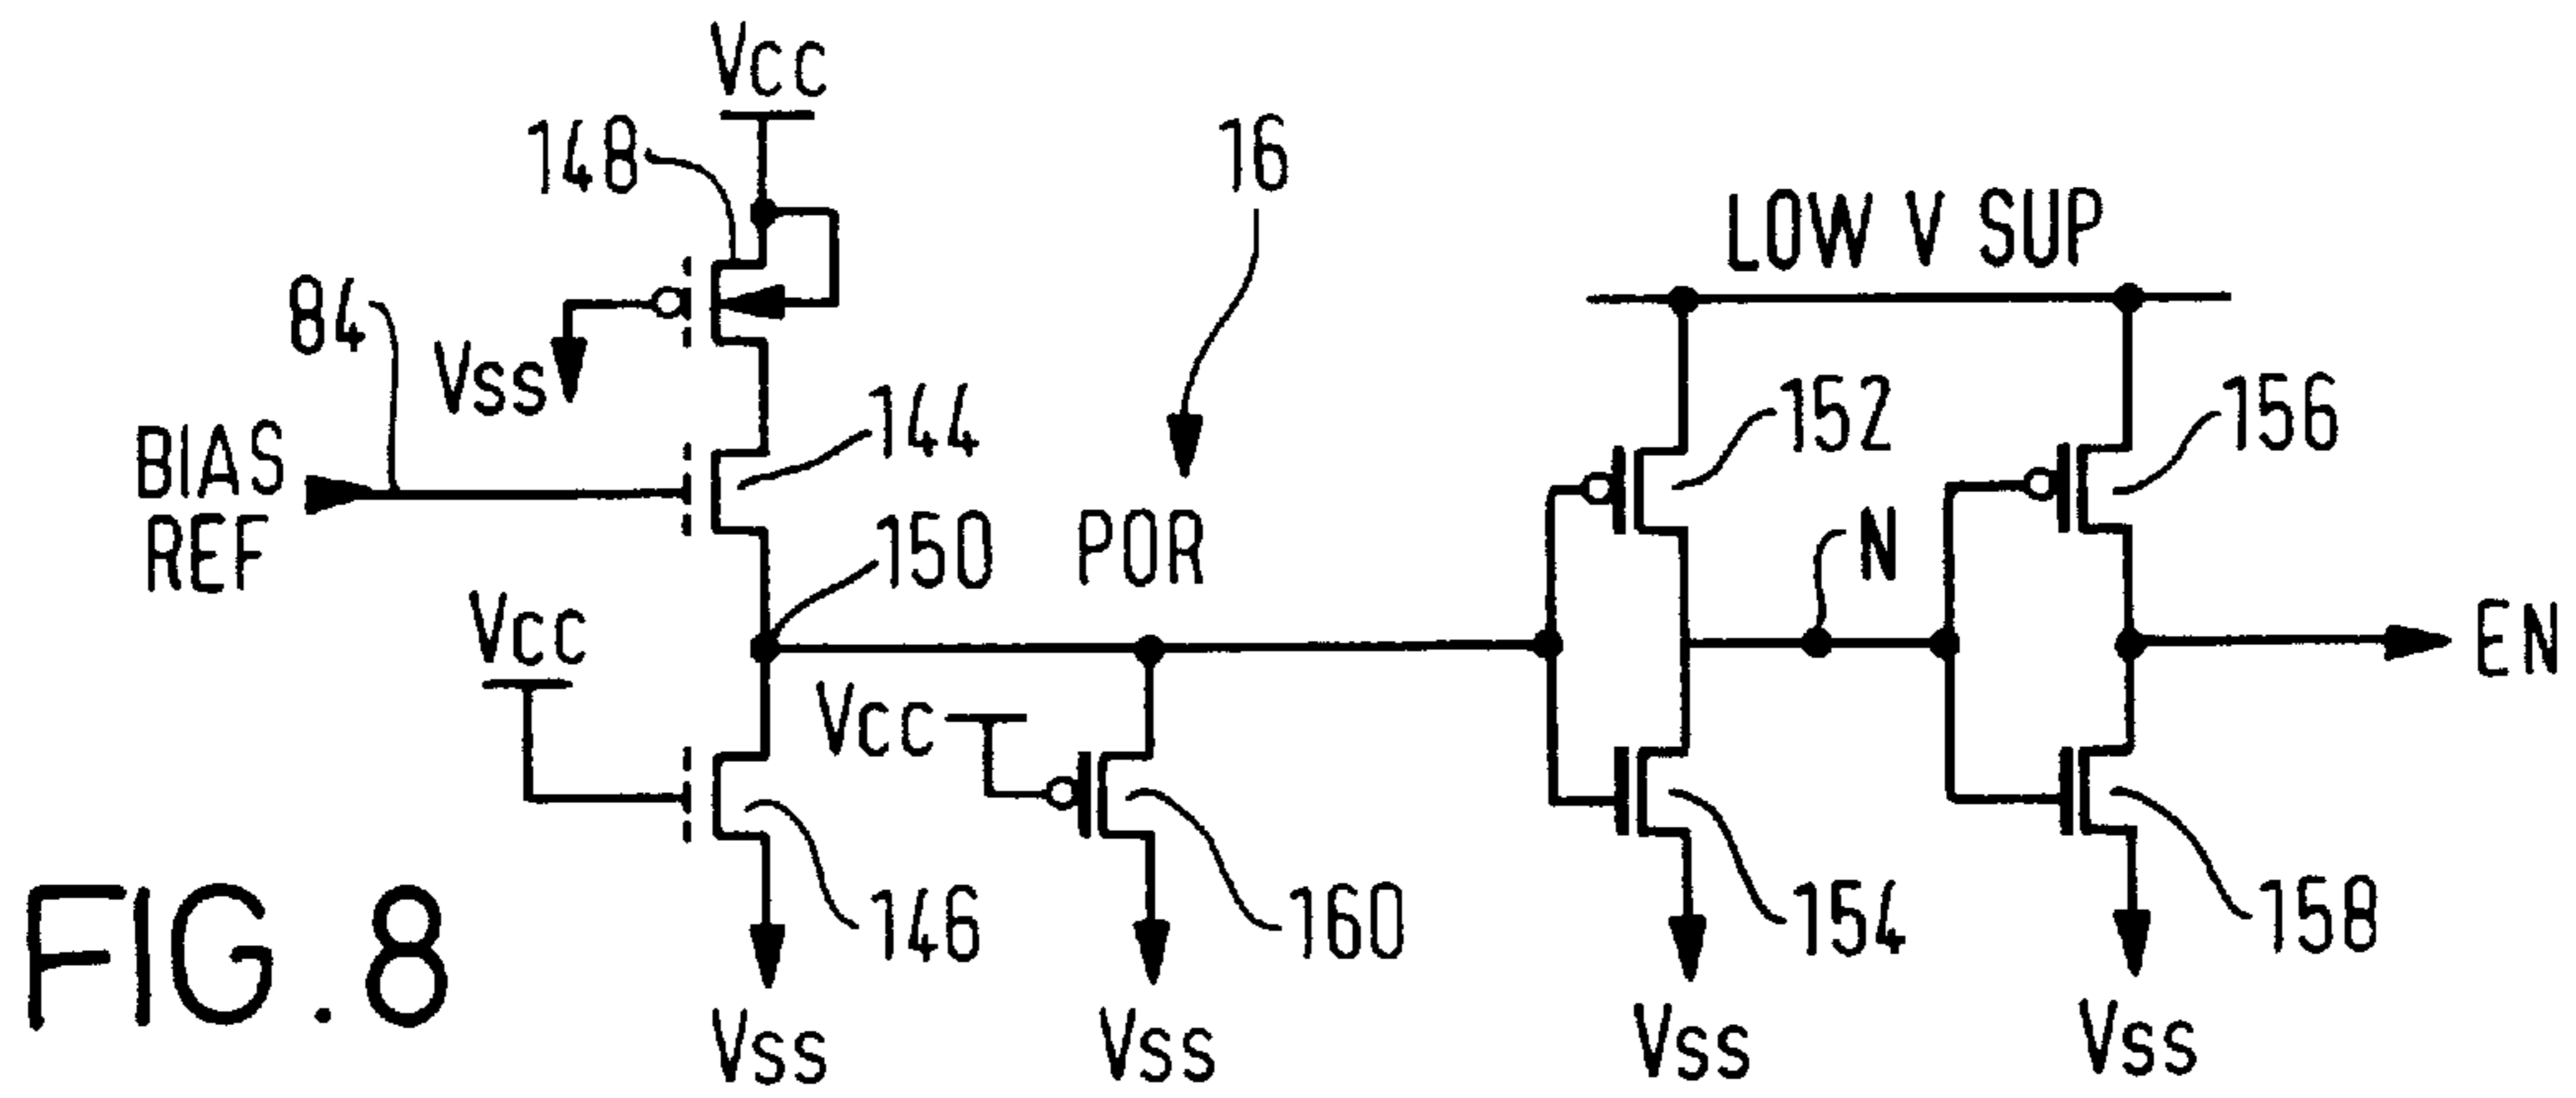 Vcc
148
16
LOW V SUP
84
Vss
144
152
156
BIAS
REF
150
POR
N
Vcc
EN
Vcc
146
160
154
158
FIG. 8
Vss
Vss
Vss
Vss